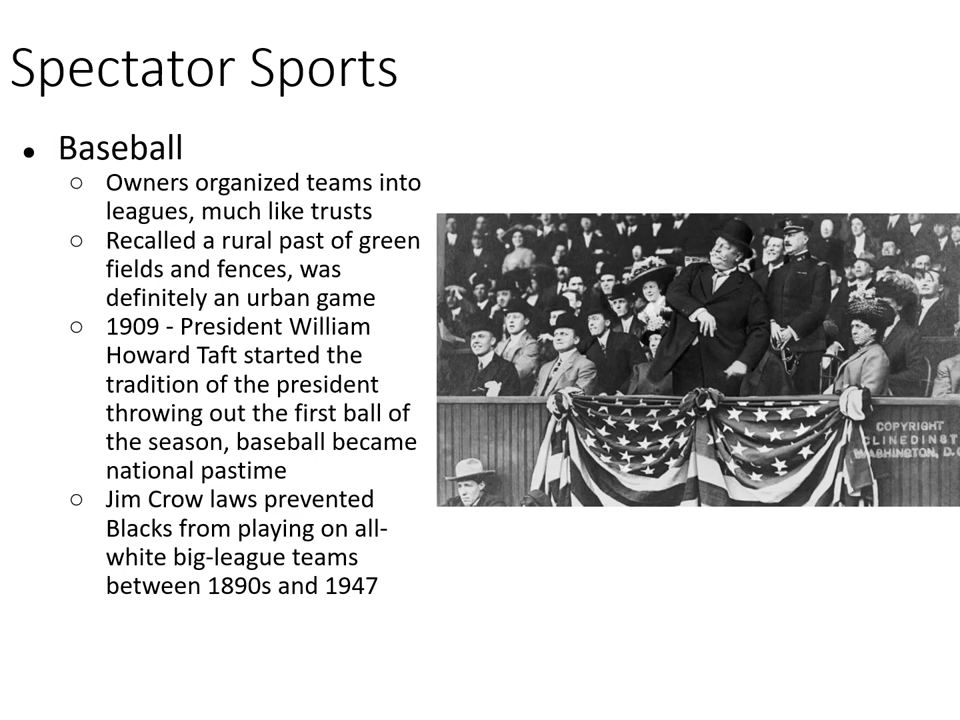 Spectator Sports
● Baseball
○ Owners organized teams into
leagues, much like trusts
○ Recalled a rural past of green
fields and fences, was
definitely an urban game
○ 1909 - President William
Howard Taft started the
tradition of the president
throwing out the first ball of
the season, baseball became
national pastime
○ Jim Crow laws prevented
Blacks from playing on all-
white big-league teams
between 1890s and 1947
COPYRIGHT
CLINEDINST
WASHINGTON, D.C